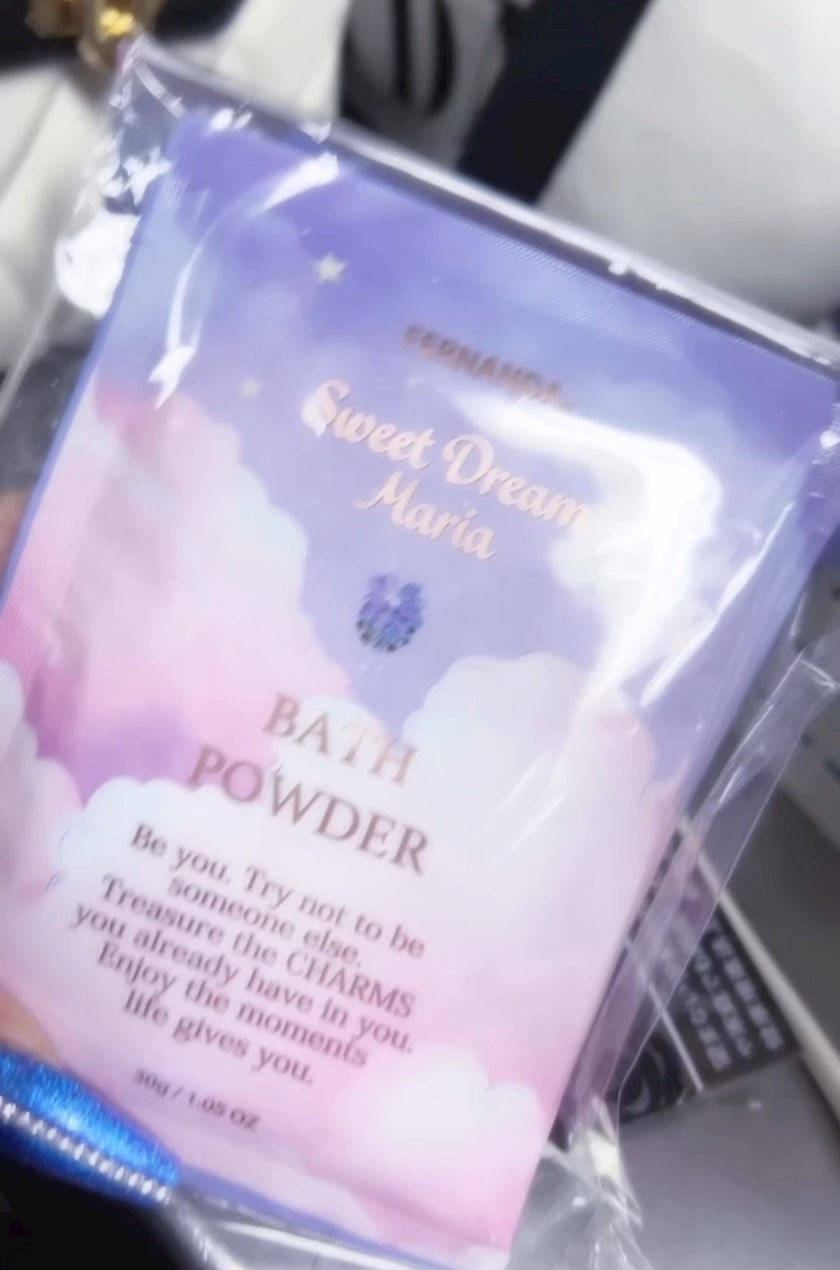 FERNANDA
Sweet Dream
Maria
BATH
POWDER
Be you. Try not to be
someone else.
Treasure the CHARMS
you already have in you.
Enjoy the moments
life gives you.
30g / 1.05 OZ